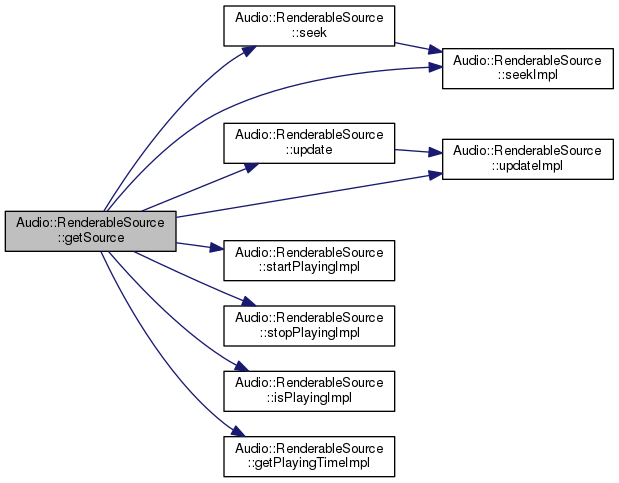 Audio::RenderableSource
::seek
Audio::RenderableSource
::seekImpl
Audio::RenderableSource
::update
Audio::RenderableSource
::updateImpl
Audio::RenderableSource
::getSource
Audio::RenderableSource
::startPlayingImpl
Audio::RenderableSource
::stopPlayingImpl
Audio::RenderableSource
::isPlayingImpl
Audio::RenderableSource
::getPlayingTimeImpl